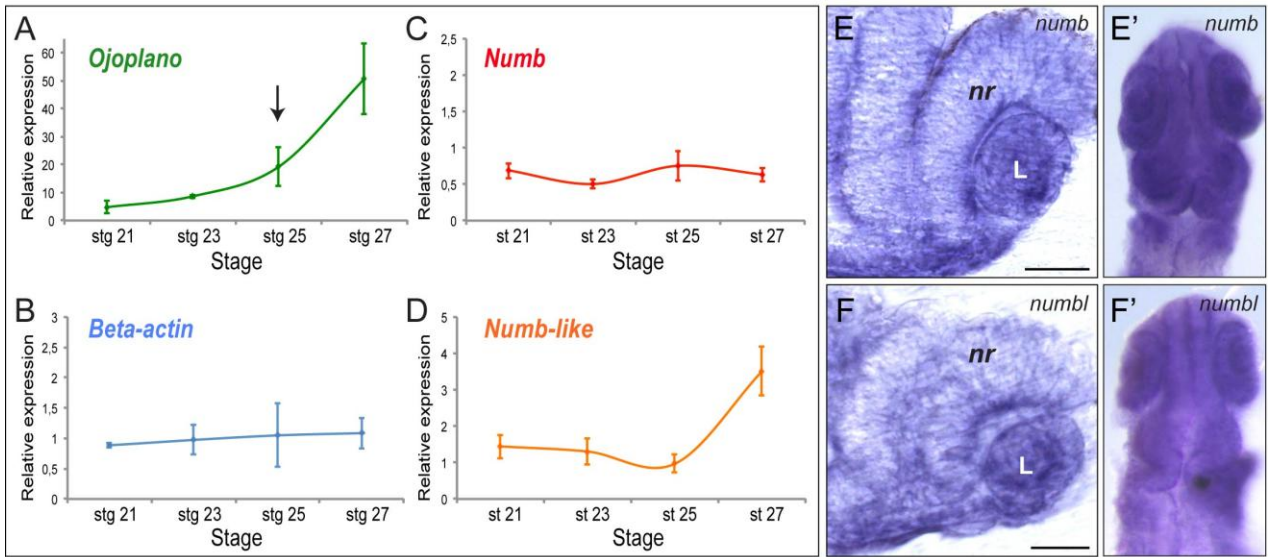 A
Ojoplano
Relative expression
60
50
40
30
20
10
0
stg 21 stg 23 stg 25 stg 27
Stage
B
Beta-actin
Relative expression
3
2,5
2
1,5
1
0,5
0
stg 21 stg 23 stg 25 stg 27
Stage
C
Numb
Relative expression
2,5
2
1,5
1
0,5
0
st 21 st 23 st 25 st 27
Stage
D
Numb-like
Relative expression
5
4
3
2
1
0
st 21 st 23 st 25 st 27
Stage
E numb
nr
L
E' numb
F numbl
nr
L
F' numbl